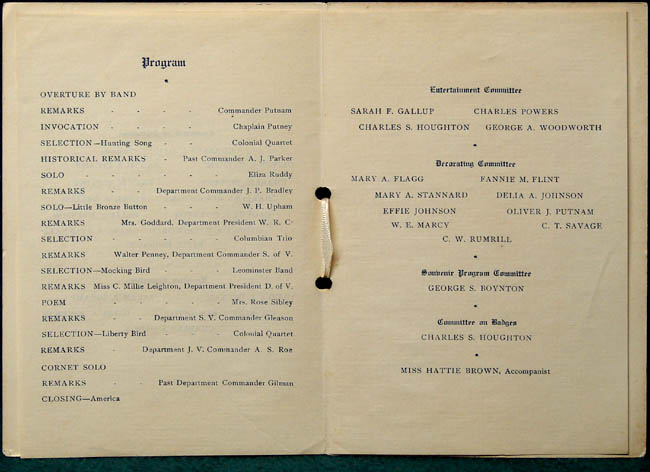 Program
OVERTURE BY BAND
REMARKS - - - - Commander Putnam
INVOCATION - - - - Chaplain Putney
SELECTION—Hunting Song - - Colonial Quartet
HISTORICAL REMARKS - Past Commander A. J. Parker
SOLO - - - - - Eliza Ruddy
REMARKS - - Department Commander J. P. Bradley
SOLO—Little Bronze Button - - - W. H. Upham
REMARKS Mrs. Goddard, Department President W. R. C.
SELECTION - - - - Columbian Trio
REMARKS Walter Penney, Department Commander S. of V.
SELECTION—Mocking Bird - - Leominster Band
REMARKS Miss C. Millie Leighton, Department President D. of V.
POEM - - - - Mrs. Rose Sibley
REMARKS - - Department S. V. Commander Gleason
SELECTION—Liberty Bird - - Colonial Quartet
REMARKS - Department J. V. Commander A. S. Roe
CORNET SOLO
REMARKS - - Past Department Commander Gilman
CLOSING—America
Entertainment Committee
SARAH F. GALLUP CHARLES POWERS
CHARLES S. HOUGHTON GEORGE A. WOODWORTH
Decorating Committee
MARY A. FLAGG FANNIE M. FLINT
MARY A. STANNARD DELIA A. JOHNSON
EFFIE JOHNSON OLIVER J. PUTNAM
W. E. MARCY C. T. SAVAGE
C. W. RUMRILL
Souvenir Program Committee
GEORGE S. BOYNTON
Committee on Badges
CHARLES S. HOUGHTON
MISS HATTIE BROWN, Accompanist